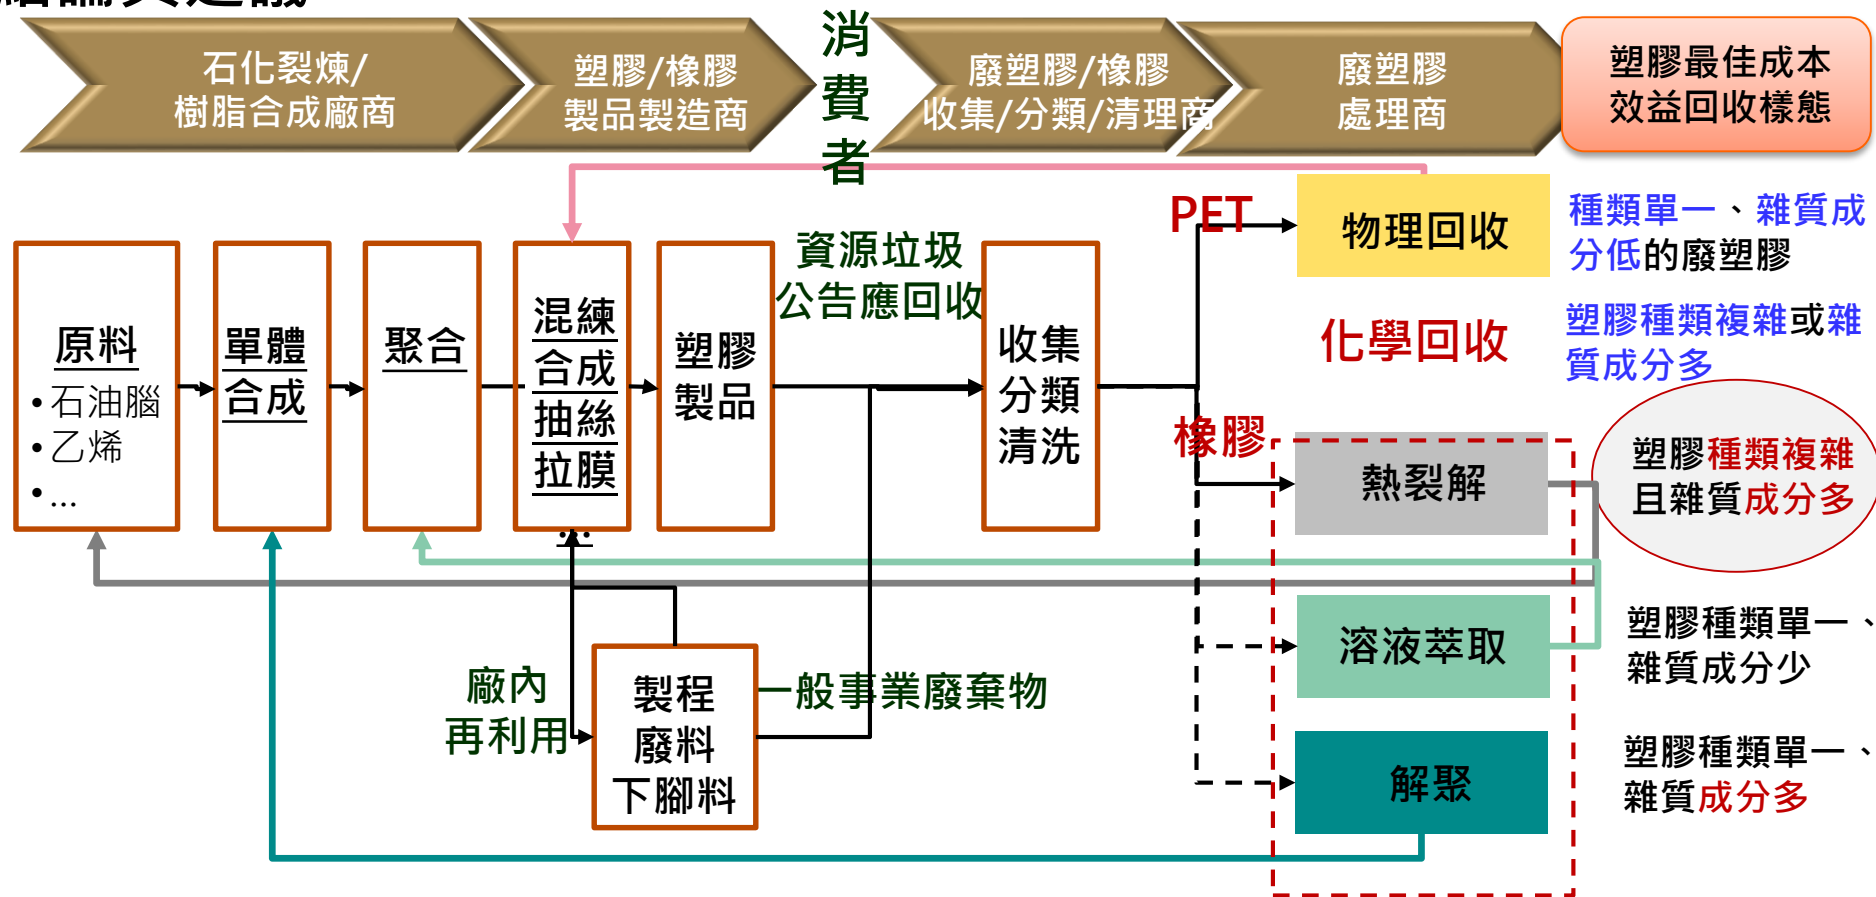 結論與建議
石化裂煉/
樹脂合成廠商
塑膠/橡膠
製品製造商
消
費
者
廢塑膠/橡膠
收集/分類/清理商
廢塑膠
處理商
塑膠最佳成本
效益回收樣態
PET
物理回收
種類單一、雜質成
分低的廢塑膠
資源垃圾
公告應回收
化學回收
塑膠種類複雜或雜
質成分多
原料
•石油腦
•乙烯
•...
單體
合成
聚合
混練
合成
抽絲
拉膜
...
塑膠
製品
收集
分類
清洗
橡膠
熱裂解
塑膠種類複雜
且雜質成分多
溶液萃取
塑膠種類單一、
雜質成分少
廠內
再利用
製程
廢料
下腳料
一般事業廢棄物
解聚
塑膠種類單一、
雜質成分多